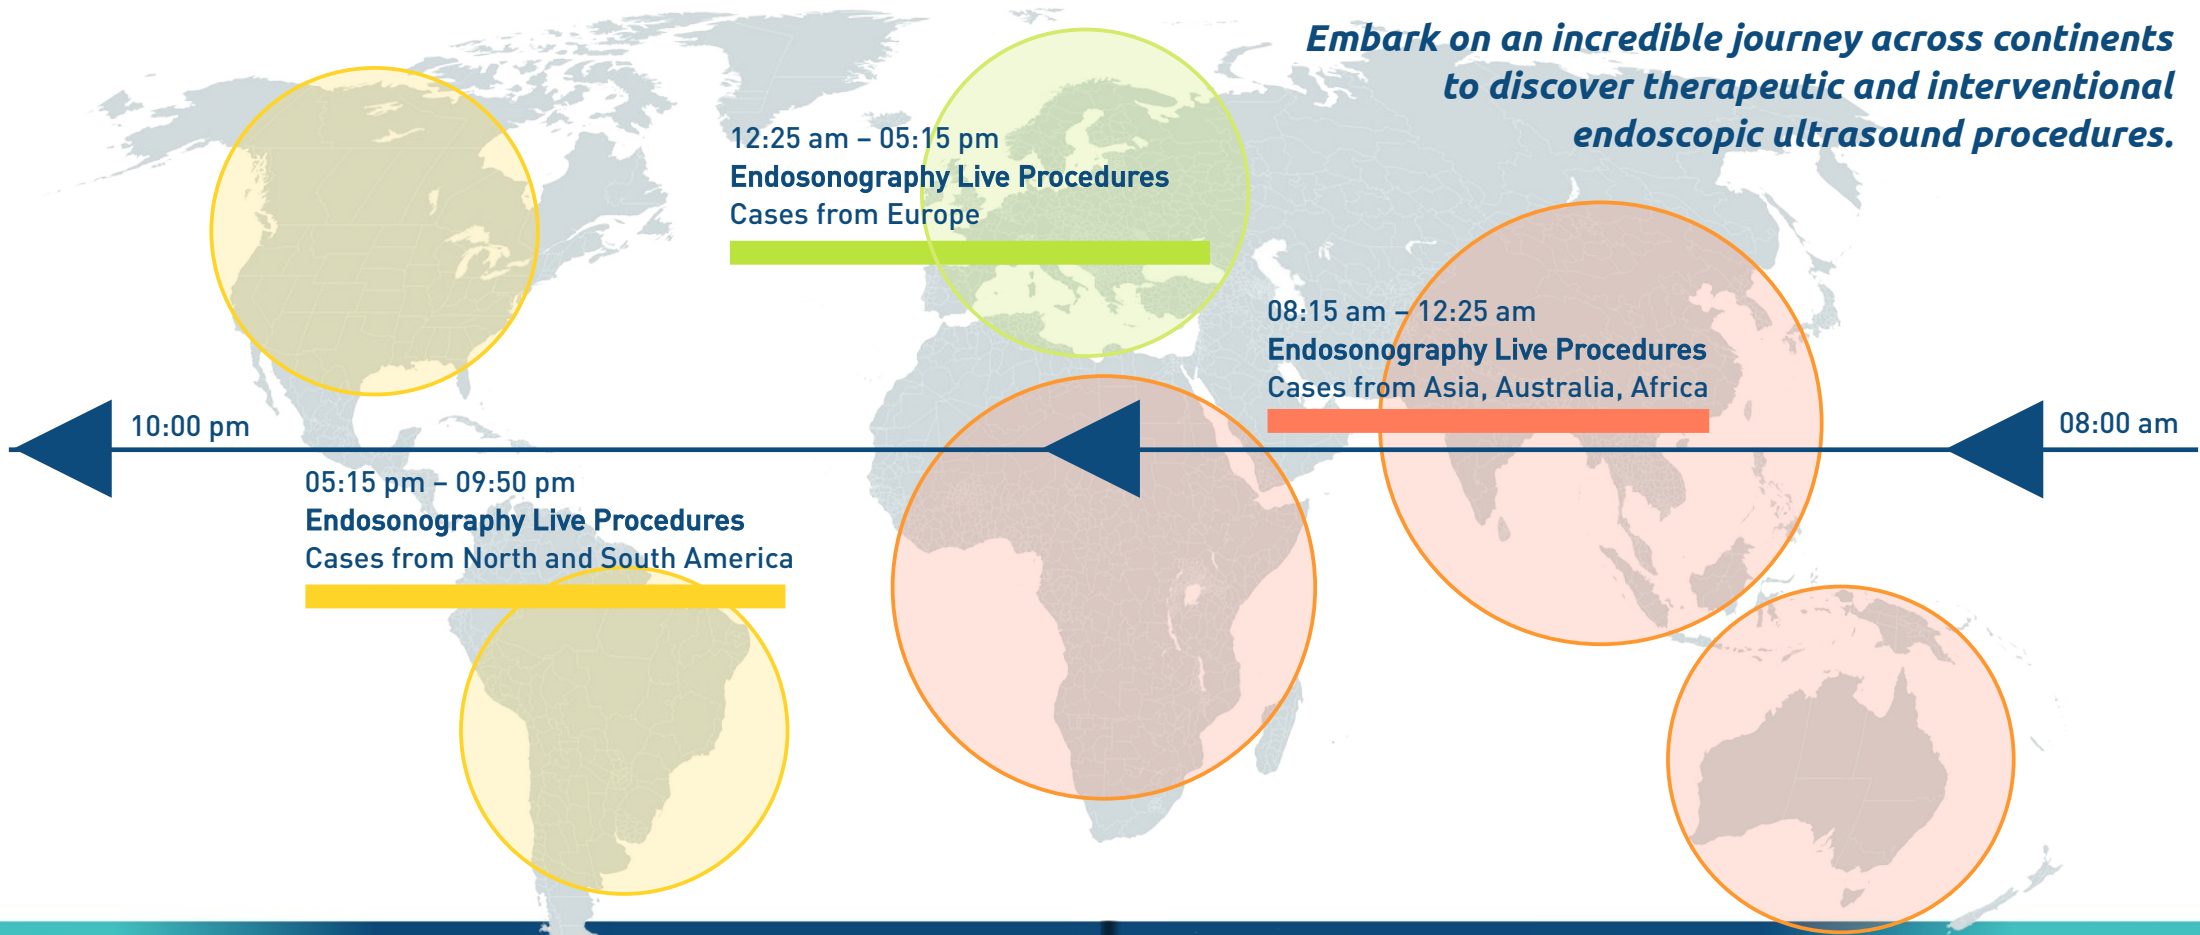 Embark on an incredible journey across continents
to discover therapeutic and interventional
endoscopic ultrasound procedures.
12:25 am – 05:15 pm
Endosonography Live Procedures
Cases from Europe
08:15 am – 12:25 am
Endosonography Live Procedures
Cases from Asia, Australia, Africa
10:00 pm
08:00 am
05:15 pm – 09:50 pm
Endosonography Live Procedures
Cases from North and South America